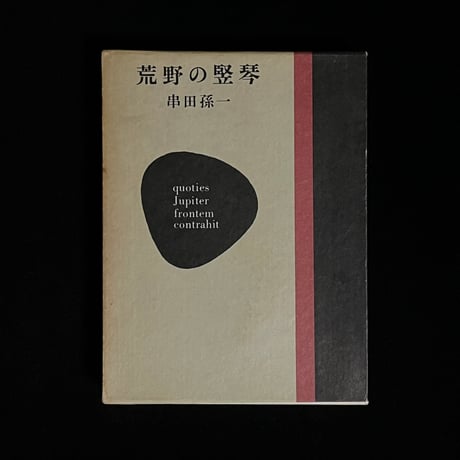 荒野の竪琴
串田孫一
quoties
Jupiter
frontem
contrahit